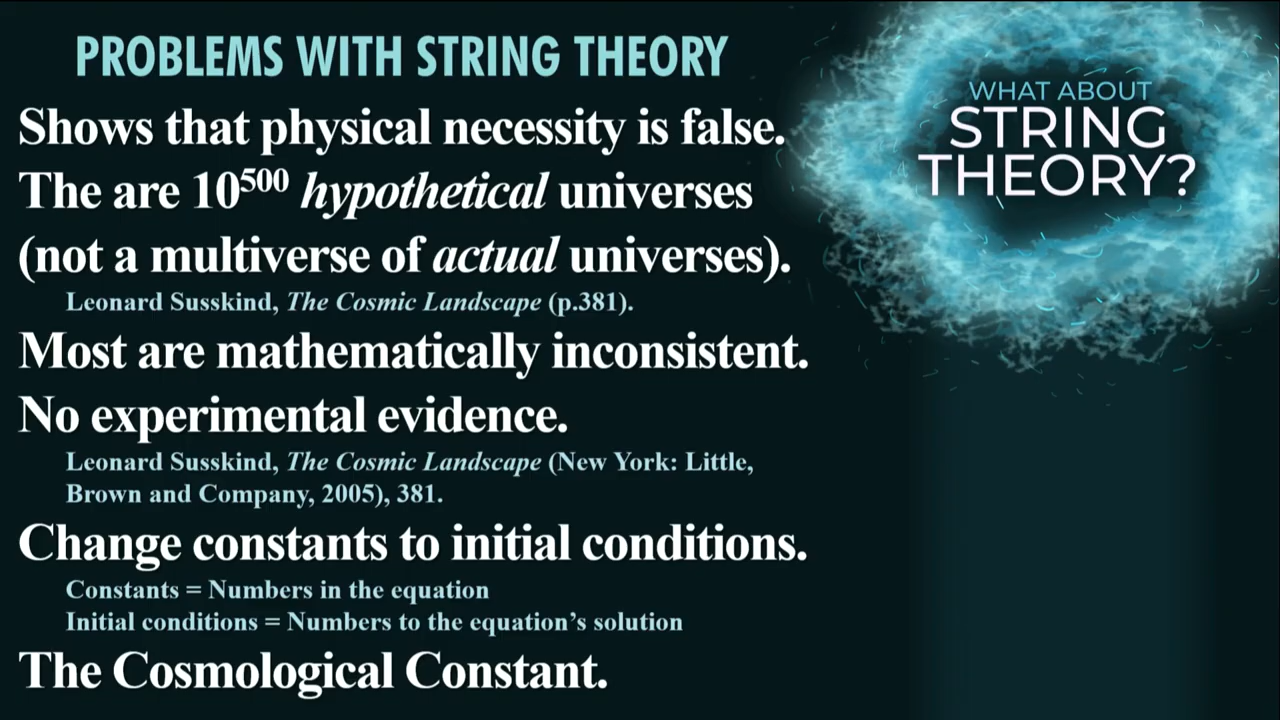 PROBLEMS WITH STRING THEORY
Shows that physical necessity is false.
The are 10⁵⁰⁰ hypothetical universes
(not a multiverse of actual universes).
Leonard Susskind, The Cosmic Landscape (p.381).
Most are mathematically inconsistent.
No experimental evidence.
Leonard Susskind, The Cosmic Landscape (New York: Little,
Brown and Company, 2005), 381.
Change constants to initial conditions.
Constants = Numbers in the equation
Initial conditions = Numbers to the equation’s solution
The Cosmological Constant.
WHAT ABOUT
STRING
THEORY?